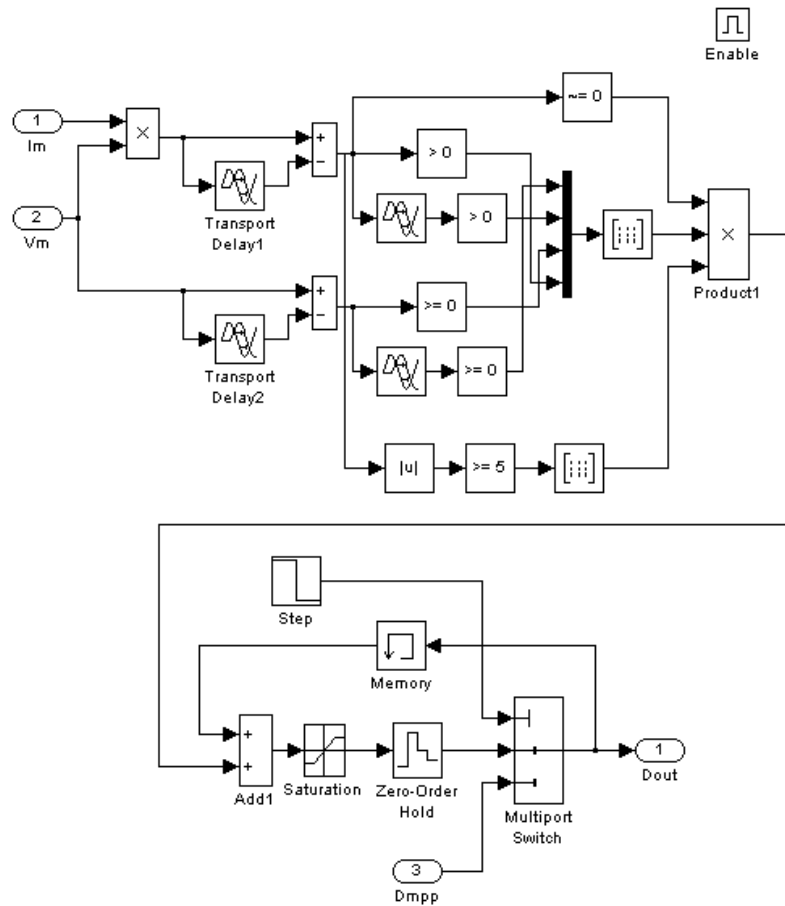 Enable
~= 0
1
Im
×
+
−
> 0
Transport
Delay1
> 0
×
Product1
2
Vm
+
−
>= 0
Transport
Delay2
>= 0
|u|
>= 5
Step
Memory
+
+
Add1
Saturation
Zero-Order
Hold
Multiport
Switch
1
Dout
3
Dmpp